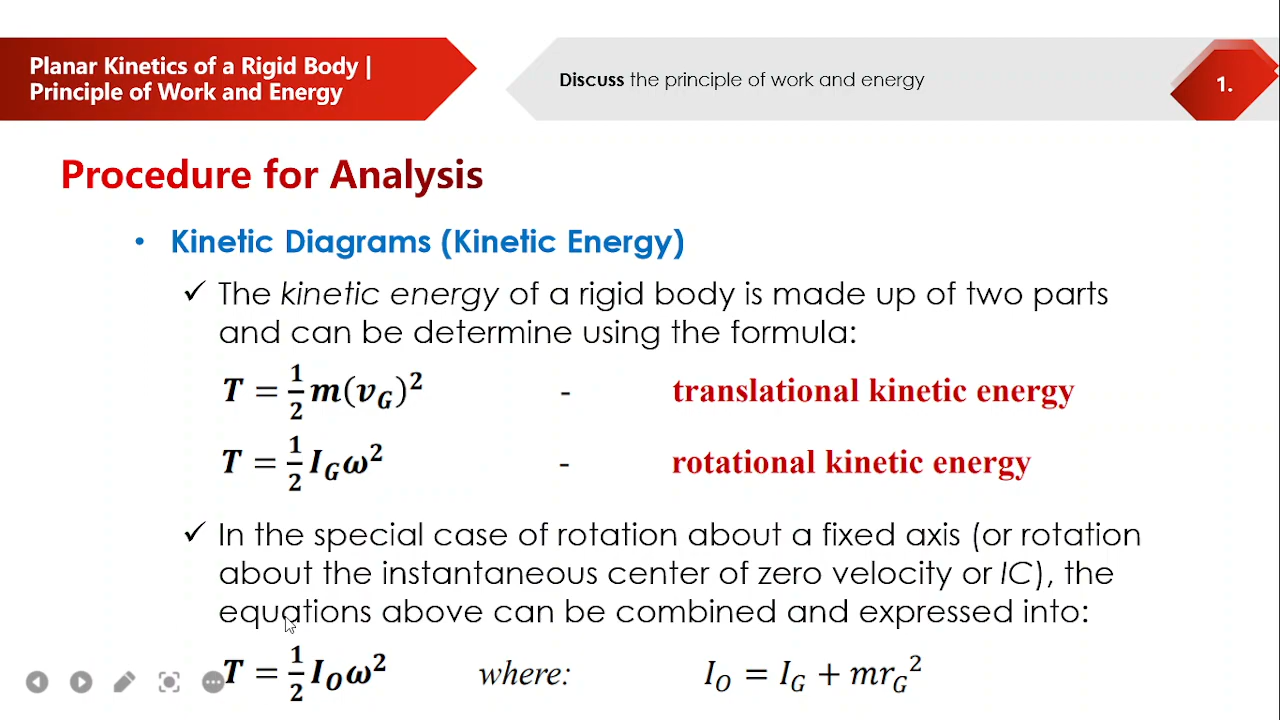 Planar Kinetics of a Rigid Body |
Principle of Work and Energy
Discuss the principle of work and energy
1.
Procedure for Analysis
• Kinetic Diagrams (Kinetic Energy)
✓ The kinetic energy of a rigid body is made up of two parts
and can be determine using the formula:
T = 1/2 m(v_G)² - translational kinetic energy
T = 1/2 I_G ω² - rotational kinetic energy
✓ In the special case of rotation about a fixed axis (or rotation
about the instantaneous center of zero velocity or IC), the
equations above can be combined and expressed into:
T = 1/2 I_O ω² where: I_O = I_G + mr_G²